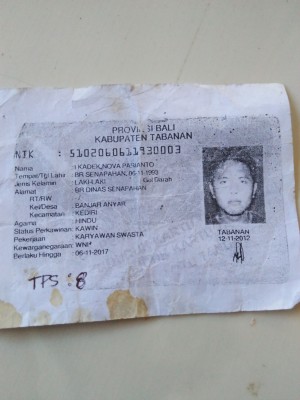 PROVINSI BALI
KABUPATEN TABANAN
NIK : 5102060611930003
Nama : I KADEK NOVA PARIANTO
Tempat/Tgl Lahir : BR SENAPAHAN, 06-11-1993
Jenis Kelamin : LAKI-LAKI Gol Darah
Alamat : BR DINAS SENAPAHAN
RT/RW : /
Kel/Desa : BANJAR ANYAR
Kecamatan : KEDIRI
Agama : HINDU
Status Perkawinan : KAWIN
Pekerjaan : KARYAWAN SWASTA
Kewarganegaraan : WNI
Berlaku Hingga : 06-11-2017
TABANAN
12-11-2012
TPS : 8